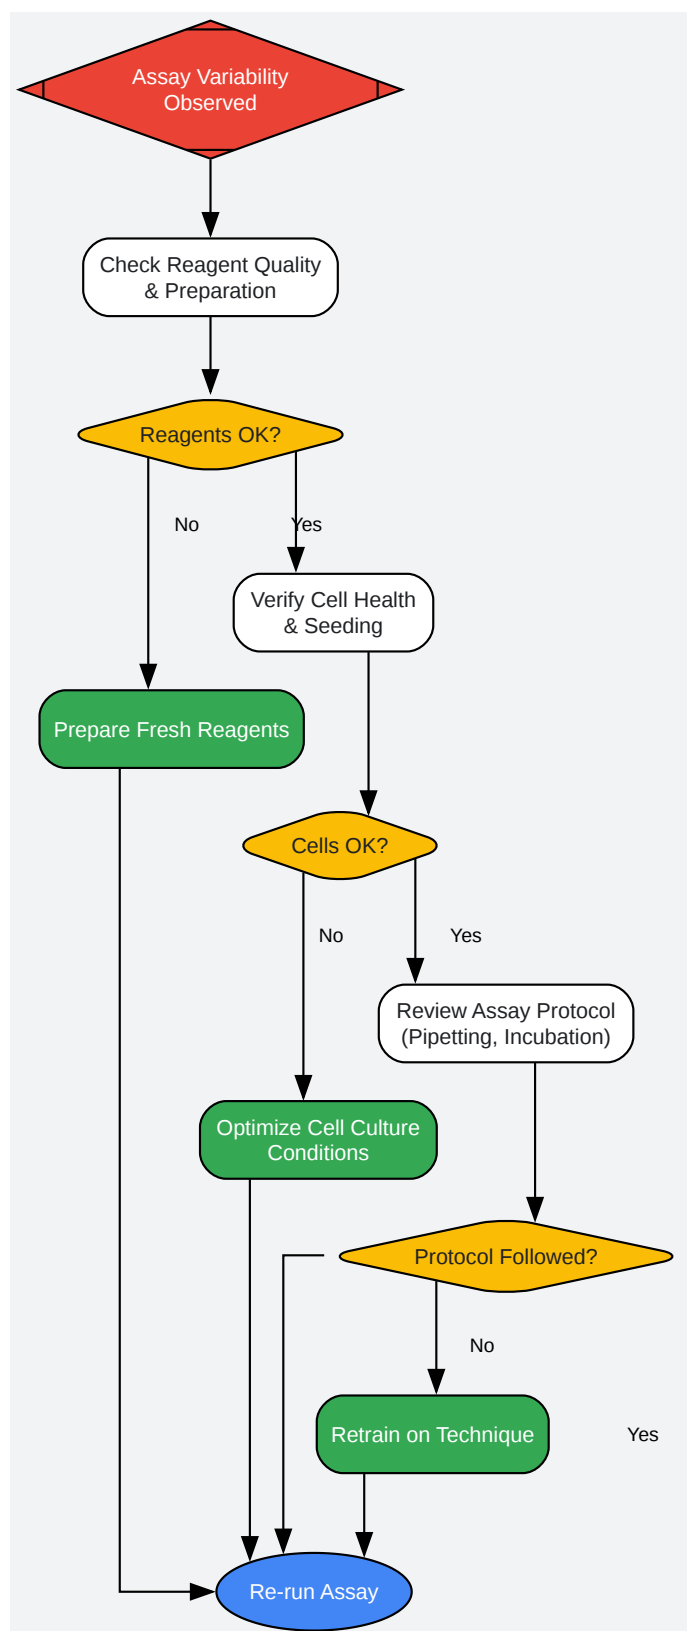 Assay Variability
Observed
Check Reagent Quality
& Preparation
Reagents OK?
No
Yes
Verify Cell Health
& Seeding
Prepare Fresh Reagents
Cells OK?
No
Yes
Review Assay Protocol
(Pipetting, Incubation)
Optimize Cell Culture
Conditions
Protocol Followed?
No
Retrain on Technique
Yes
Re-run Assay